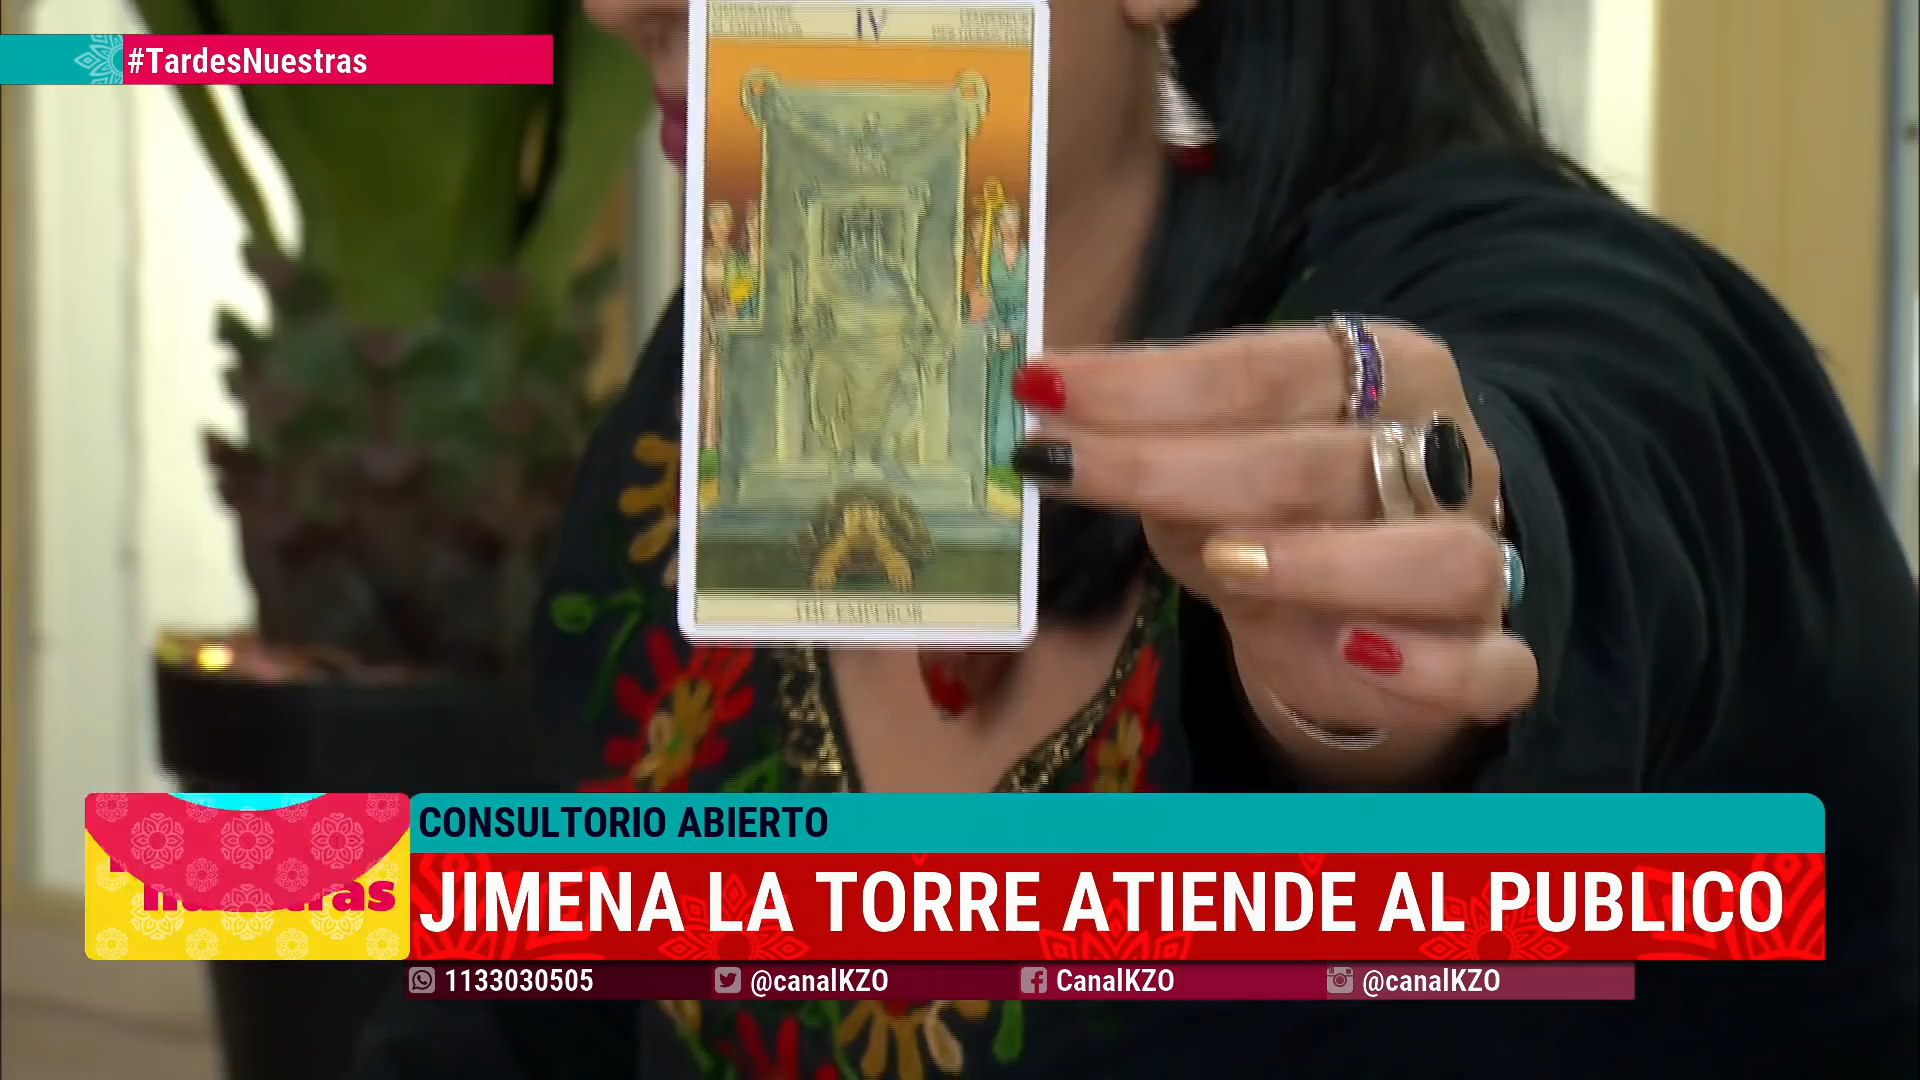 IV
#TardesNuestras
THE EMPEROR
CONSULTORIO ABIERTO
JIMENA LA TORRE ATIENDE AL PUBLICO
1133030505
@canalKZO
CanalKZO
@canalKZO